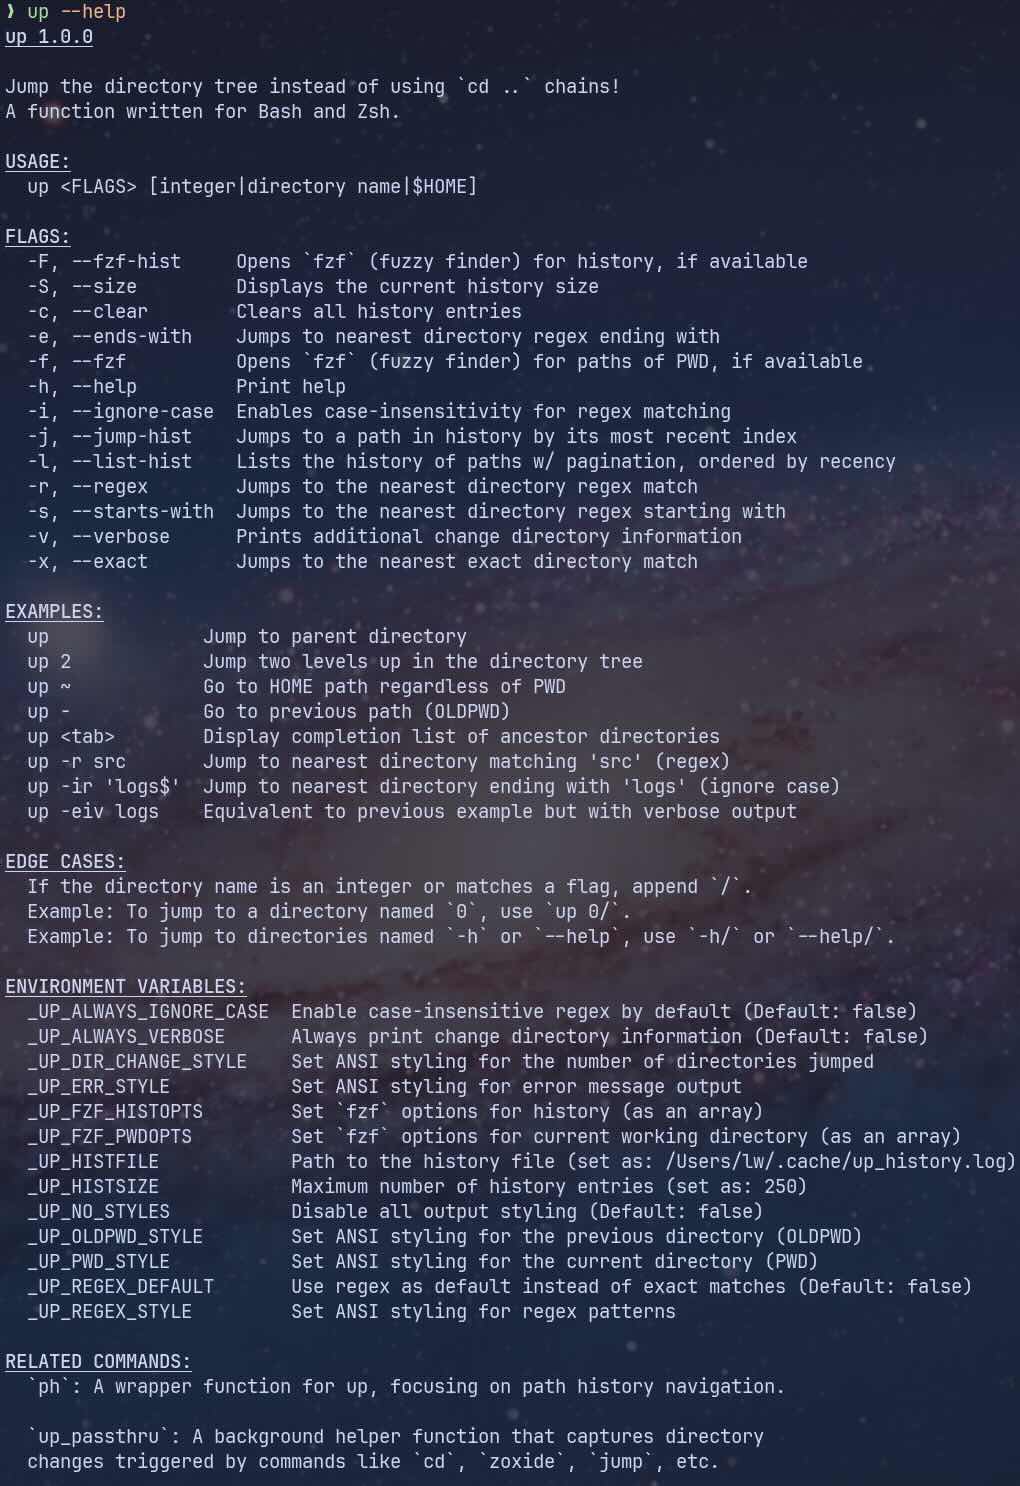 ❱ up --help
up 1.0.0
Jump the directory tree instead of using `cd ..` chains!
A function written for Bash and Zsh.
USAGE:
up <FLAGS> [integer|directory name|$HOME]
FLAGS:
-F, --fzf-hist Opens `fzf` (fuzzy finder) for history, if available
-S, --size Displays the current history size
-c, --clear Clears all history entries
-e, --ends-with Jumps to nearest directory regex ending with
-f, --fzf Opens `fzf` (fuzzy finder) for paths of PWD, if available
-h, --help Print help
-i, --ignore-case Enables case-insensitivity for regex matching
-j, --jump-hist Jumps to a path in history by its most recent index
-l, --list-hist Lists the history of paths w/ pagination, ordered by recency
-r, --regex Jumps to the nearest directory regex match
-s, --starts-with Jumps to the nearest directory regex starting with
-v, --verbose Prints additional change directory information
-x, --exact Jumps to the nearest exact directory match
EXAMPLES:
up Jump to parent directory
up 2 Jump two levels up in the directory tree
up ~ Go to HOME path regardless of PWD
up - Go to previous path (OLDPWD)
up <tab> Display completion list of ancestor directories
up -r src Jump to nearest directory matching 'src' (regex)
up -ir 'logs$' Jump to nearest directory ending with 'logs' (ignore case)
up -eiv logs Equivalent to previous example but with verbose output
EDGE CASES:
If the directory name is an integer or matches a flag, append `/`.
Example: To jump to a directory named `0`, use `up 0/`.
Example: To jump to directories named `-h` or `--help`, use `-h/` or `--help/`.
ENVIRONMENT VARIABLES:
_UP_ALWAYS_IGNORE_CASE Enable case-insensitive regex by default (Default: false)
_UP_ALWAYS_VERBOSE Always print change directory information (Default: false)
_UP_DIR_CHANGE_STYLE Set ANSI styling for the number of directories jumped
_UP_ERR_STYLE Set ANSI styling for error message output
_UP_FZF_HISTOPTS Set `fzf` options for history (as an array)
_UP_FZF_PWDOPTS Set `fzf` options for current working directory (as an array)
_UP_HISTFILE Path to the history file (set as: /Users/lw/.cache/up_history.log)
_UP_HISTSIZE Maximum number of history entries (set as: 250)
_UP_NO_STYLES Disable all output styling (Default: false)
_UP_OLDPWD_STYLE Set ANSI styling for the previous directory (OLDPWD)
_UP_PWD_STYLE Set ANSI styling for the current directory (PWD)
_UP_REGEX_DEFAULT Use regex as default instead of exact matches (Default: false)
_UP_REGEX_STYLE Set ANSI styling for regex patterns
RELATED COMMANDS:
`ph`: A wrapper function for up, focusing on path history navigation.
`up_passthru`: A background helper function that captures directory
changes triggered by commands like `cd`, `zoxide`, `jump`, etc.